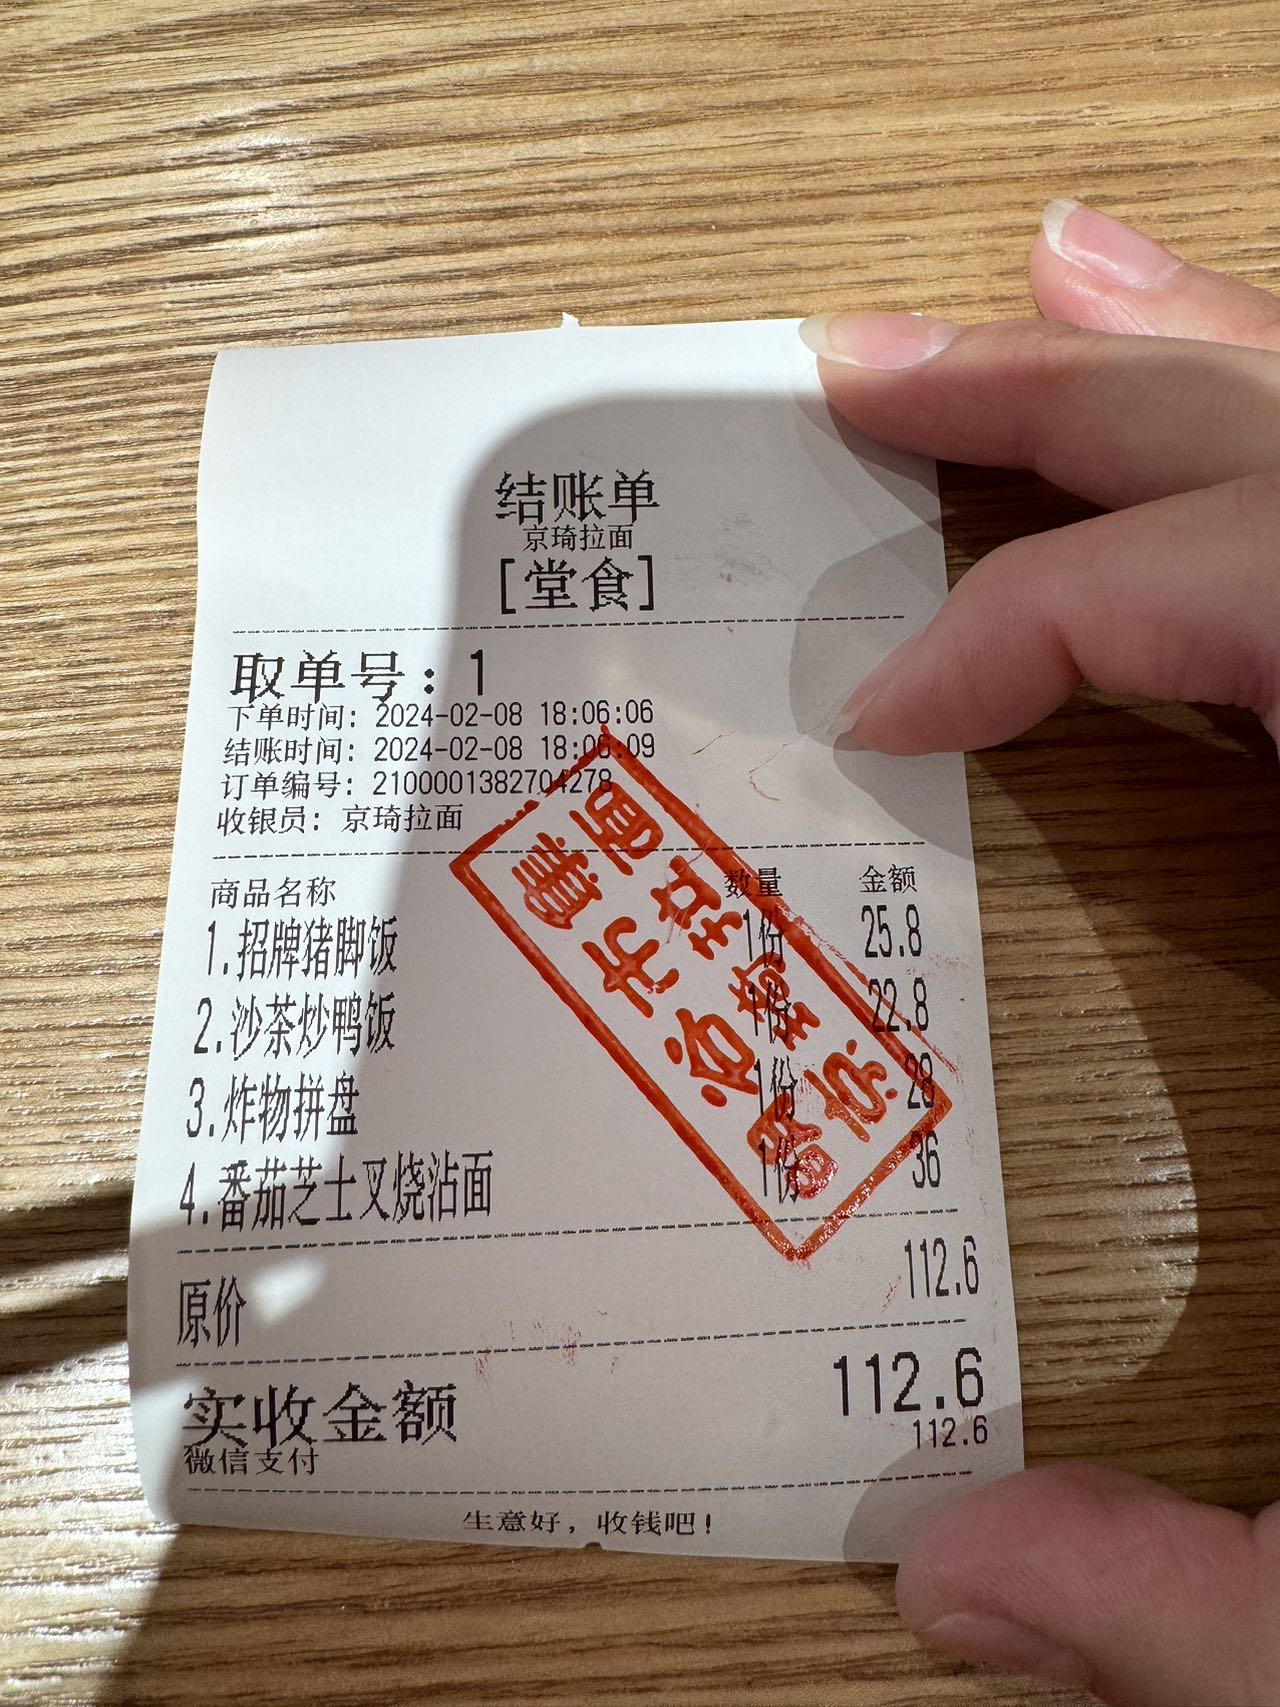 结账单
京琦拉面
[堂食]
取单号：1
下单时间: 2024-02-08 18:06:06
结账时间: 2024-02-08 18:06:09
订单编号: 2100001382704278
收银员: 京琦拉面
商品名称 数量 金额
1.招牌猪脚饭 1份 25.8
2.沙茶炒鸭饭 1份 22.8
3.炸物拼盘 1份 28
4.番茄芝士叉烧沾面 1份 36
原价 112.6
实收金额 112.6
微信支付 112.6
生意好，收钱吧！